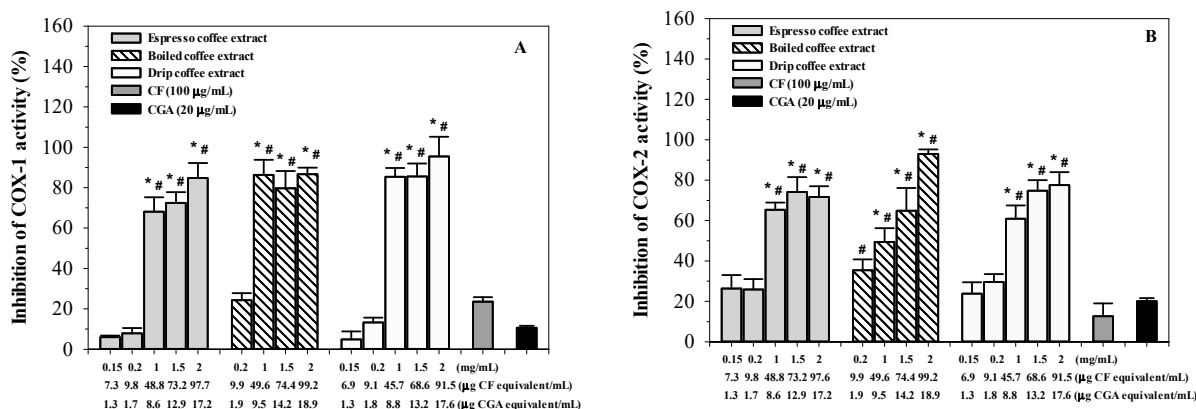 A
Inhibition of COX-1 activity (%)
160
140
120
100
80
60
40
20
0
Espresso coffee extract
Boiled coffee extract
Drip coffee extract
CF (100 µg/mL)
CGA (20 µg/mL)
* # * # * # * # * # * # * # * # * #
0.15 0.2 1 1.5 2 0.2 1 1.5 2 0.15 0.2 1 1.5 2 (mg/mL)
7.3 9.8 48.8 73.2 97.7 9.9 49.6 74.4 99.2 6.9 9.1 45.7 68.6 91.5 (µg CF equivalent/mL)
1.3 1.7 8.6 12.9 17.2 1.9 9.5 14.2 18.9 1.3 1.8 8.8 13.2 17.6 (µg CGA equivalent/mL)
B
Inhibition of COX-2 activity (%)
160
140
120
100
80
60
40
20
0
Espresso coffee extract
Boiled coffee extract
Drip coffee extract
CF (100 µg/mL)
CGA (20 µg/mL)
* # * # * # # * # * # * # * # * # * #
0.15 0.2 1 1.5 2 0.2 1 1.5 2 0.15 0.2 1 1.5 2 (mg/mL)
7.3 9.8 48.8 73.2 97.6 9.9 49.6 74.4 99.2 6.9 9.1 45.7 68.6 91.5 (µg CF equivalent/mL)
1.3 1.7 8.6 12.9 17.2 1.9 9.5 14.2 18.9 1.3 1.8 8.8 13.2 17.6 (µg CGA equivalent/mL)